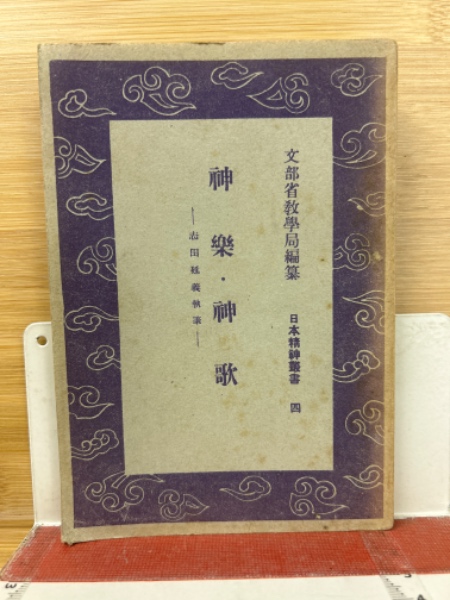 文部省教學局編纂
日本精神叢書 四
神樂・神歌
―志田延義執筆―